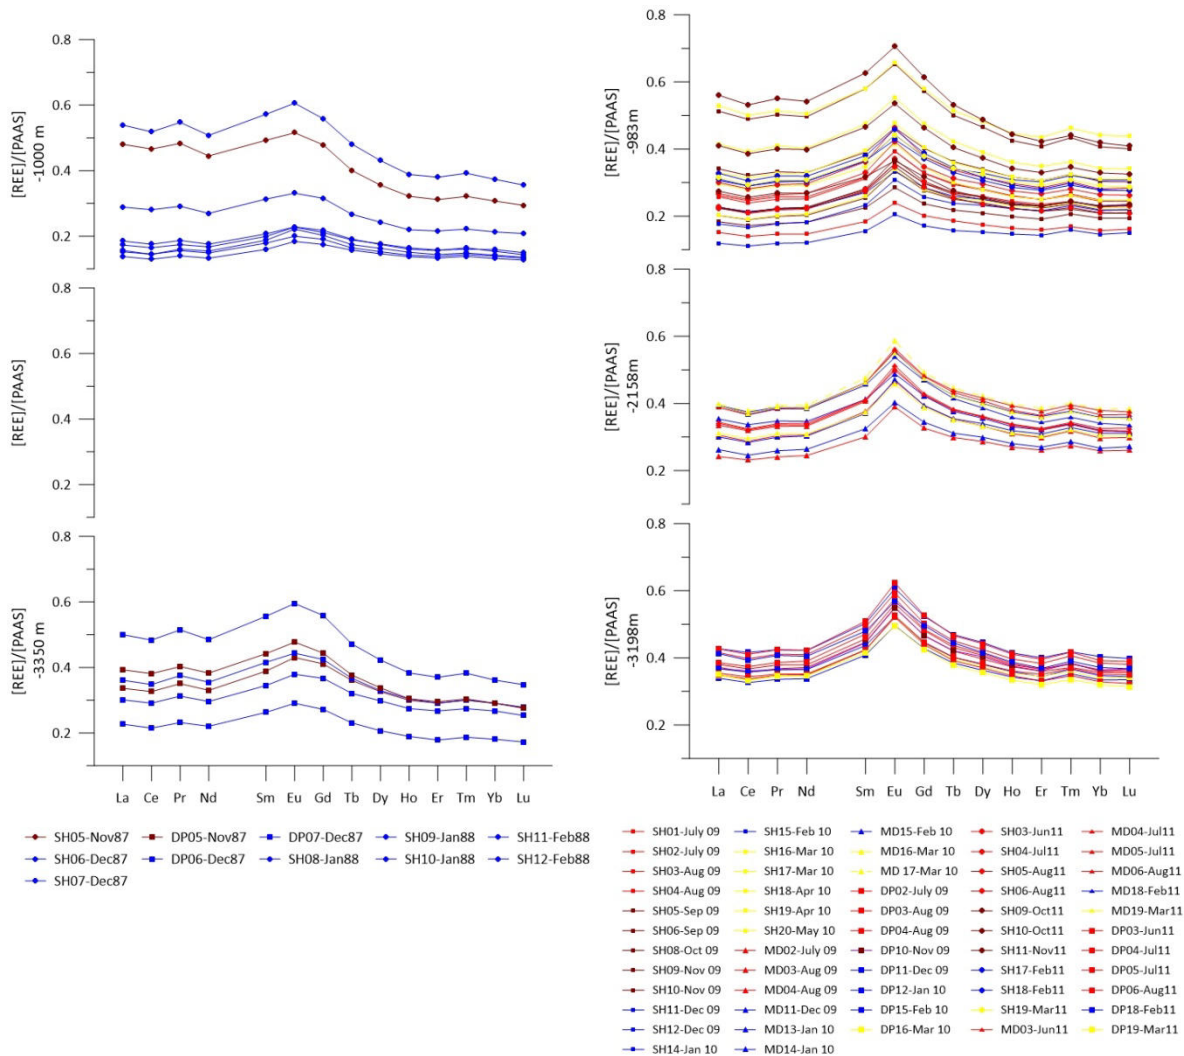 0.8
0.6
0.4
0.2
[REE]/[PAAS]
-1000 m
0.8
0.6
0.4
0.2
[REE]/[PAAS]
0.8
0.6
0.4
0.2
[REE]/[PAAS]
-3350 m
La Ce Pr Nd Sm Eu Gd Tb Dy Ho Er Tm Yb Lu
SH05-Nov87 DP05-Nov87 DP07-Dec87 SH09-Jan88 SH11-Feb88
SH06-Dec87 DP06-Dec87 SH08-Jan88 SH10-Jan88 SH12-Feb88
SH07-Dec87
0.8
0.6
0.4
0.2
[REE]/[PAAS]
-983m
0.8
0.6
0.4
0.2
[REE]/[PAAS]
-2158m
0.8
0.6
0.4
0.2
[REE]/[PAAS]
-3198m
La Ce Pr Nd Sm Eu Gd Tb Dy Ho Er Tm Yb Lu
SH01-July 09 SH15-Feb 10 MD15-Feb 10 SH03-Jun11 MD04-Jul11
SH02-July 09 SH16-Mar 10 MD16-Mar 10 SH04-Jul11 MD05-Jul11
SH03-Aug 09 SH17-Mar 10 MD 17-Mar 10 SH05-Aug11 MD06-Aug11
SH04-Aug 09 SH18-Apr 10 DP02-July 09 SH06-Aug11 MD18-Feb11
SH05-Sep 09 SH19-Apr 10 DP03-Aug 09 SH09-Oct11 MD19-Mar11
SH06-Sep 09 SH20-May 10 DP04-Aug 09 SH10-Oct11 DP03-Jun11
SH08-Oct 09 MD02-July 09 DP10-Nov 09 SH11-Nov11 DP04-Jul11
SH09-Nov 09 MD03-Aug 09 DP11-Dec 09 SH17-Feb11 DP05-Jul11
SH10-Nov 09 MD04-Aug 09 DP12-Jan 10 SH18-Feb11 DP06-Aug11
SH11-Dec 09 MD11-Dec 09 DP15-Feb 10 SH19-Mar11 DP18-Feb11
SH12-Dec 09 MD13-Jan 10 DP16-Mar 10 MD03-Jun11 DP19-Mar11
SH14-Jan 10 MD14-Jan 10